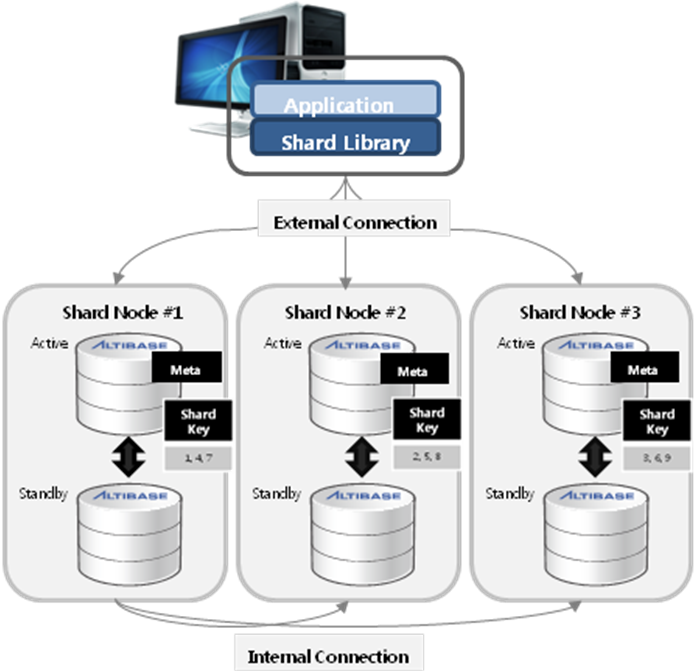 Application
Shard Library
External Connection
Shard Node #1
Active
ALTIBASE
Meta
Shard
Key
1, 4, 7
Standby
ALTIBASE
Shard Node #2
Active
ALTIBASE
Meta
Shard
Key
2, 5, 8
Standby
ALTIBASE
Shard Node #3
Active
ALTIBASE
Meta
Shard
Key
3, 6, 9
Standby
ALTIBASE
Internal Connection